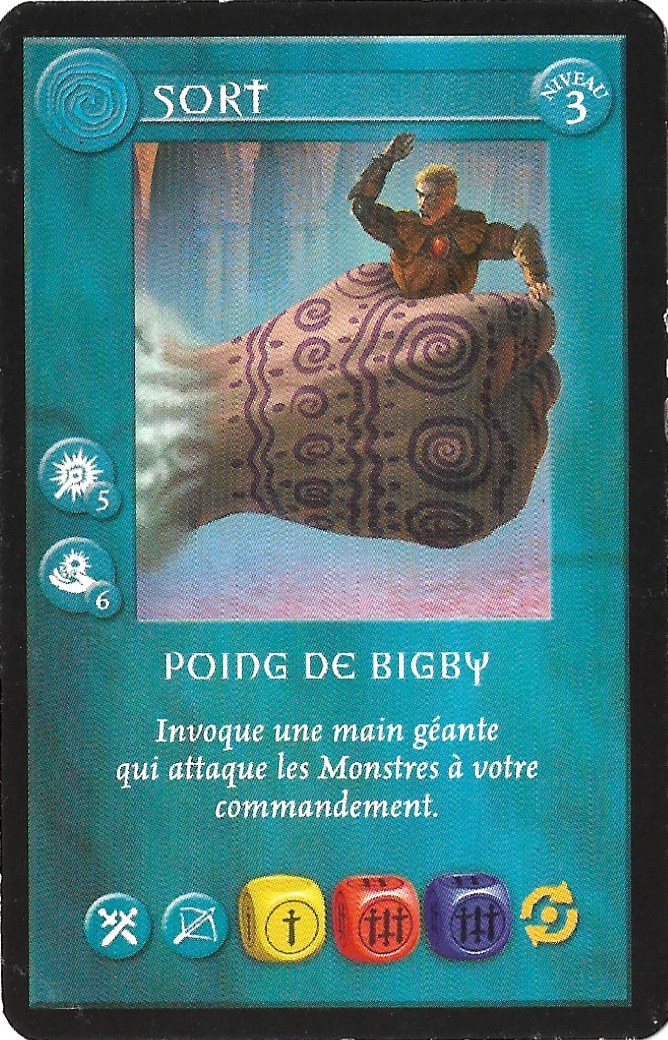 SORT
NIVEAU
3
5
6
POING DE BIGBY
Invoque une main géante
qui attaque les Monstres à votre
commandement.